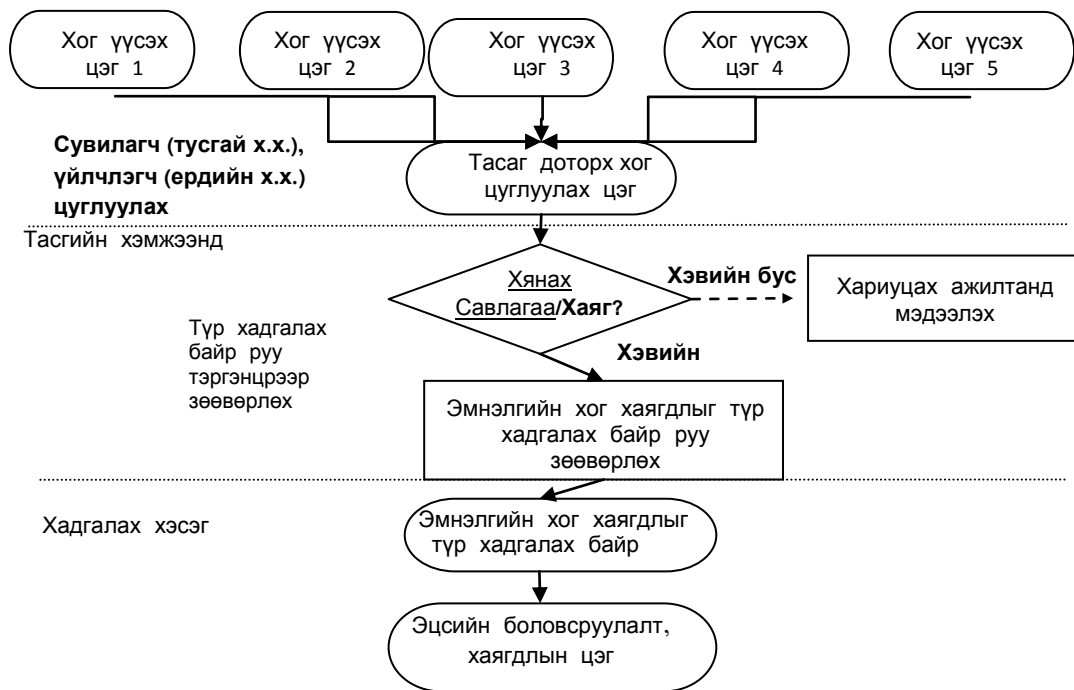 Хог үүсэх
цэг 1
Хог үүсэх
цэг 2
Хог үүсэх
цэг 3
Хог үүсэх
цэг 4
Хог үүсэх
цэг 5
Сувилагч (тусгай х.х.),
үйлчлэгч (ердийн х.х.)
цуглуулах
Тасаг доторх хог
цуглуулах цэг
Тасгийн хэмжээнд
Хянах
Савлагаа/Хаяг?
Хэвийн бус
Хариуцах ажилтанд
мэдээлэх
Түр хадгалах
байр руу
тэргэнцрээр
зөөвөрлөх
Хэвийн
Эмнэлгийн хог хаягдлыг түр
хадгалах байр руу
зөөвөрлөх
Хадгалах хэсэг
Эмнэлгийн хог хаягдлыг
түр хадгалах байр
Эцсийн боловсруулалт,
хаягдлын цэг